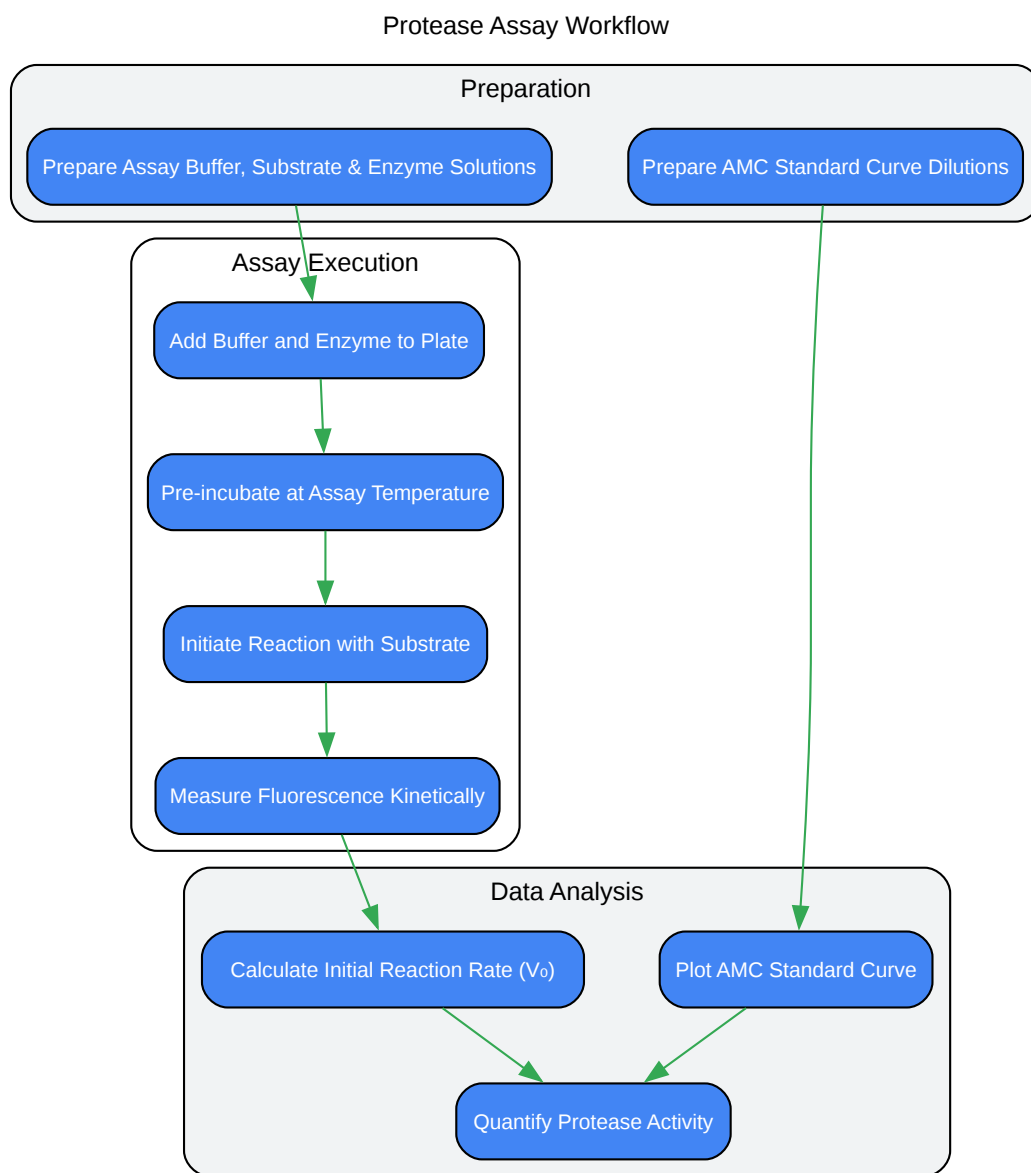 Protease Assay Workflow
Preparation
Prepare Assay Buffer, Substrate & Enzyme Solutions
Prepare AMC Standard Curve Dilutions
Assay Execution
Add Buffer and Enzyme to Plate
Pre-incubate at Assay Temperature
Initiate Reaction with Substrate
Measure Fluorescence Kinetically
Data Analysis
Calculate Initial Reaction Rate (V₀)
Plot AMC Standard Curve
Quantify Protease Activity